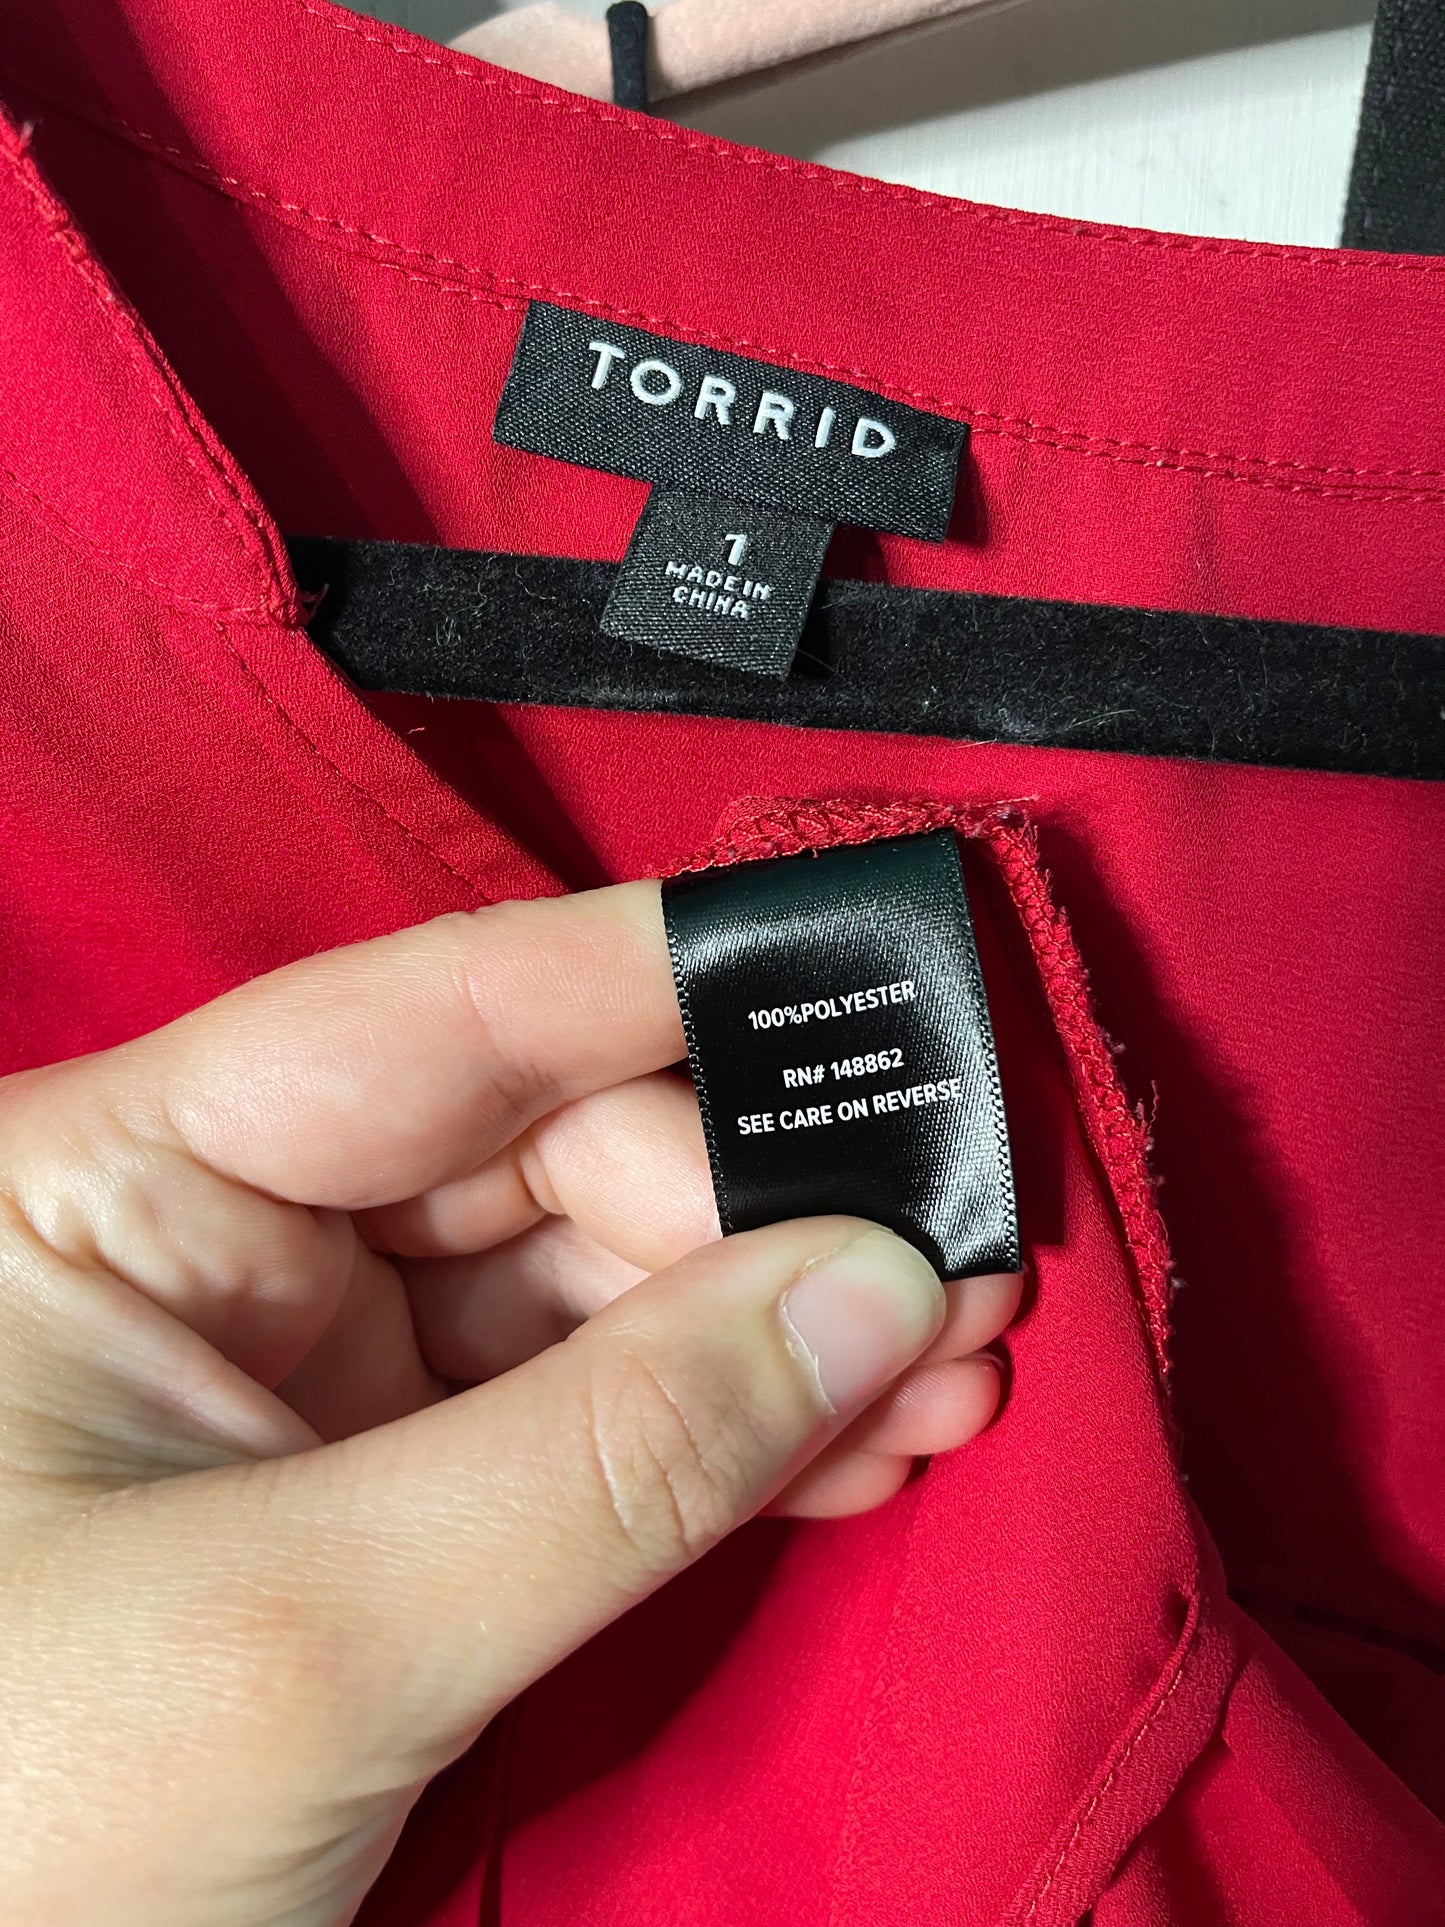 TORRID
1
MADE IN
CHINA
100%POLYESTER
RN# 148862
SEE CARE ON REVERSE